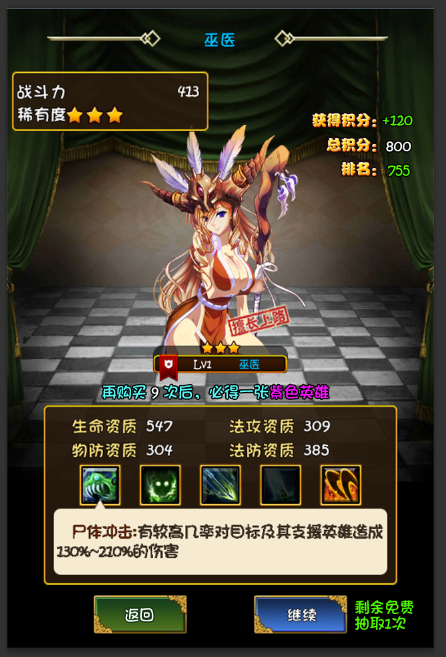 巫医
战斗力 413
稀有度
获得积分: +120
总积分: 800
排名: 755
擅长上路
Lv1 巫医
再购买 9 次后，必得一张紫色英雄
生命资质 547 法攻资质 309
物防资质 304 法防资质 385
尸体冲击:有较高几率对目标及其支援英雄造成
130%~210%的伤害
返回
继续
剩余免费
抽取1次